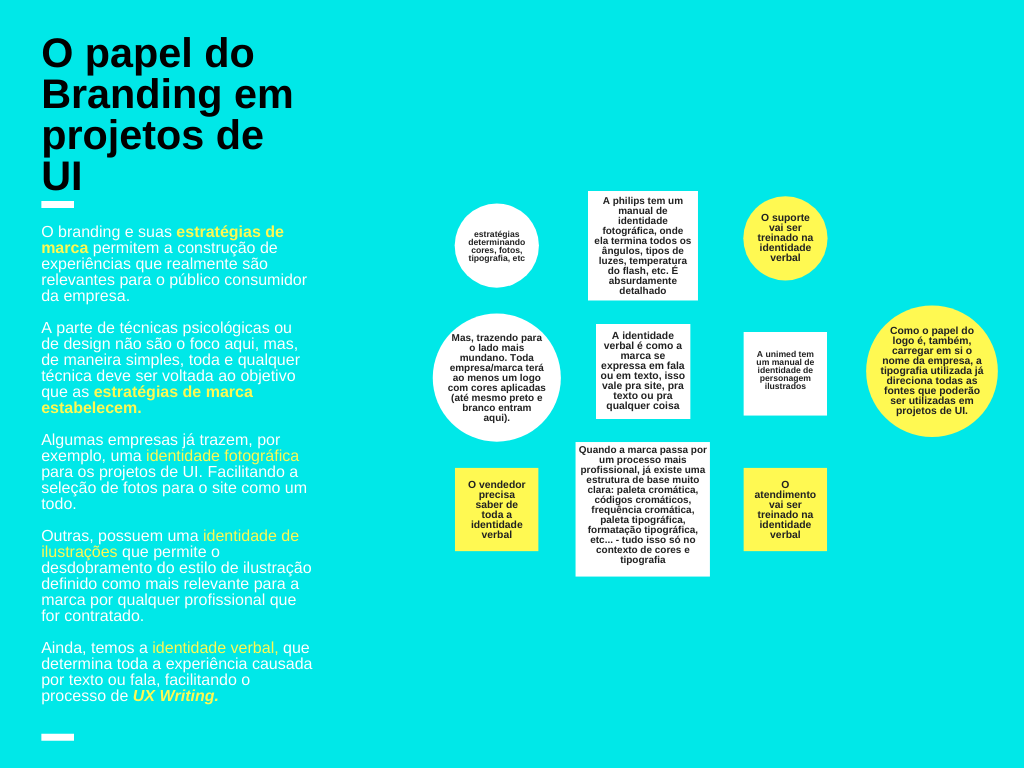 O papel do
Branding em
projetos de
UI
O branding e suas estratégias de
marca permitem a construção de
experiências que realmente são
relevantes para o público consumidor
da empresa.
A parte de técnicas psicológicas ou
de design não são o foco aqui, mas,
de maneira simples, toda e qualquer
técnica deve ser voltada ao objetivo
que as estratégias de marca
estabelecem.
Algumas empresas já trazem, por
exemplo, uma identidade fotográfica
para os projetos de UI. Facilitando a
seleção de fotos para o site como um
todo.
Outras, possuem uma identidade de
ilustrações que permite o
desdobramento do estilo de ilustração
definido como mais relevante para a
marca por qualquer profissional que
for contratado.
Ainda, temos a identidade verbal, que
determina toda a experiência causada
por texto ou fala, facilitando o
processo de UX Writing.
estratégias
determinando
cores, fotos,
tipografia, etc
A philips tem um
manual de
identidade
fotográfica, onde
ela termina todos os
ângulos, tipos de
luzes, temperatura
do flash, etc. É
absurdamente
detalhado
O suporte
vai ser
treinado na
identidade
verbal
Mas, trazendo para
o lado mais
mundano. Toda
empresa/marca terá
ao menos um logo
com cores aplicadas
(até mesmo preto e
branco entram
aqui).
A identidade
verbal é como a
marca se
expressa em fala
ou em texto, isso
vale pra site, pra
texto ou pra
qualquer coisa
A unimed tem
um manual de
identidade de
personagem
ilustrados
Como o papel do
logo é, também,
carregar em si o
nome da empresa, a
tipografia utilizada já
direciona todas as
fontes que poderão
ser utilizadas em
projetos de UI.
O vendedor
precisa
saber de
toda a
identidade
verbal
Quando a marca passa por
um processo mais
profissional, já existe uma
estrutura de base muito
clara: paleta cromática,
códigos cromáticos,
frequência cromática,
paleta tipográfica,
formatação tipográfica,
etc... - tudo isso só no
contexto de cores e
tipografia
O
atendimento
vai ser
treinado na
identidade
verbal